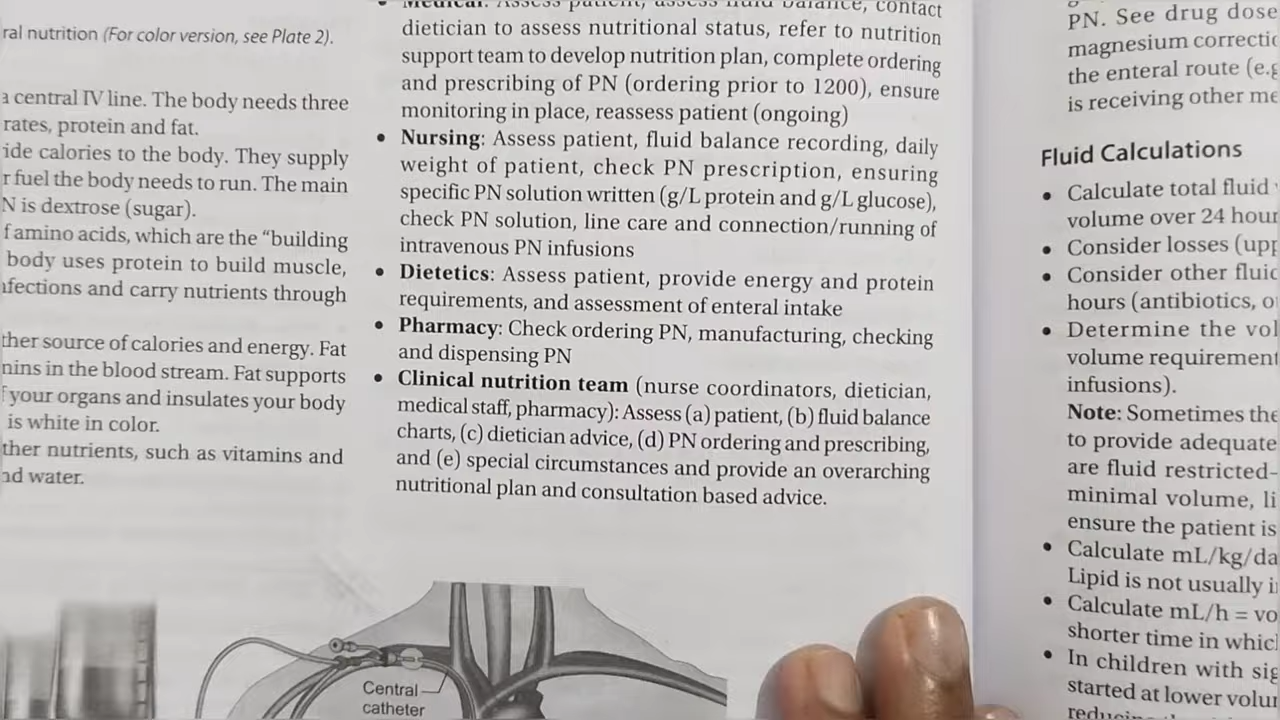 ral nutrition (For color version, see Plate 2).
a central IV line. The body needs three
rates, protein and fat.
ide calories to the body. They supply
r fuel the body needs to run. The main
N is dextrose (sugar).
f amino acids, which are the “building
body uses protein to build muscle,
fections and carry nutrients through
ther source of calories and energy. Fat
mins in the blood stream. Fat supports
f your organs and insulates your body
is white in color.
ther nutrients, such as vitamins and
nd water.
• Medical: Assess patient, assess fluid balance, contact
dietician to assess nutritional status, refer to nutrition
support team to develop nutrition plan, complete ordering
and prescribing of PN (ordering prior to 1200), ensure
monitoring in place, reassess patient (ongoing)
• Nursing: Assess patient, fluid balance recording, daily
weight of patient, check PN prescription, ensuring
specific PN solution written (g/L protein and g/L glucose),
check PN solution, line care and connection/running of
intravenous PN infusions
• Dietetics: Assess patient, provide energy and protein
requirements, and assessment of enteral intake
• Pharmacy: Check ordering PN, manufacturing, checking
and dispensing PN
• Clinical nutrition team (nurse coordinators, dietician,
medical staff, pharmacy): Assess (a) patient, (b) fluid balance
charts, (c) dietician advice, (d) PN ordering and prescribing,
and (e) special circumstances and provide an overarching
nutritional plan and consultation based advice.
Central
catheter
PN. See drug dose
magnesium correctio
the enteral route (e.g
is receiving other me
Fluid Calculations
• Calculate total fluid
volume over 24 hour
• Consider losses (upp
• Consider other fluid
hours (antibiotics, o
• Determine the vol
volume requirement
infusions).
Note: Sometimes the
to provide adequate
are fluid restricted-
minimal volume, li
ensure the patient is
• Calculate mL/kg/da
Lipid is not usually i
• Calculate mL/h = vo
shorter time in which
• In children with sig
started at lower volu